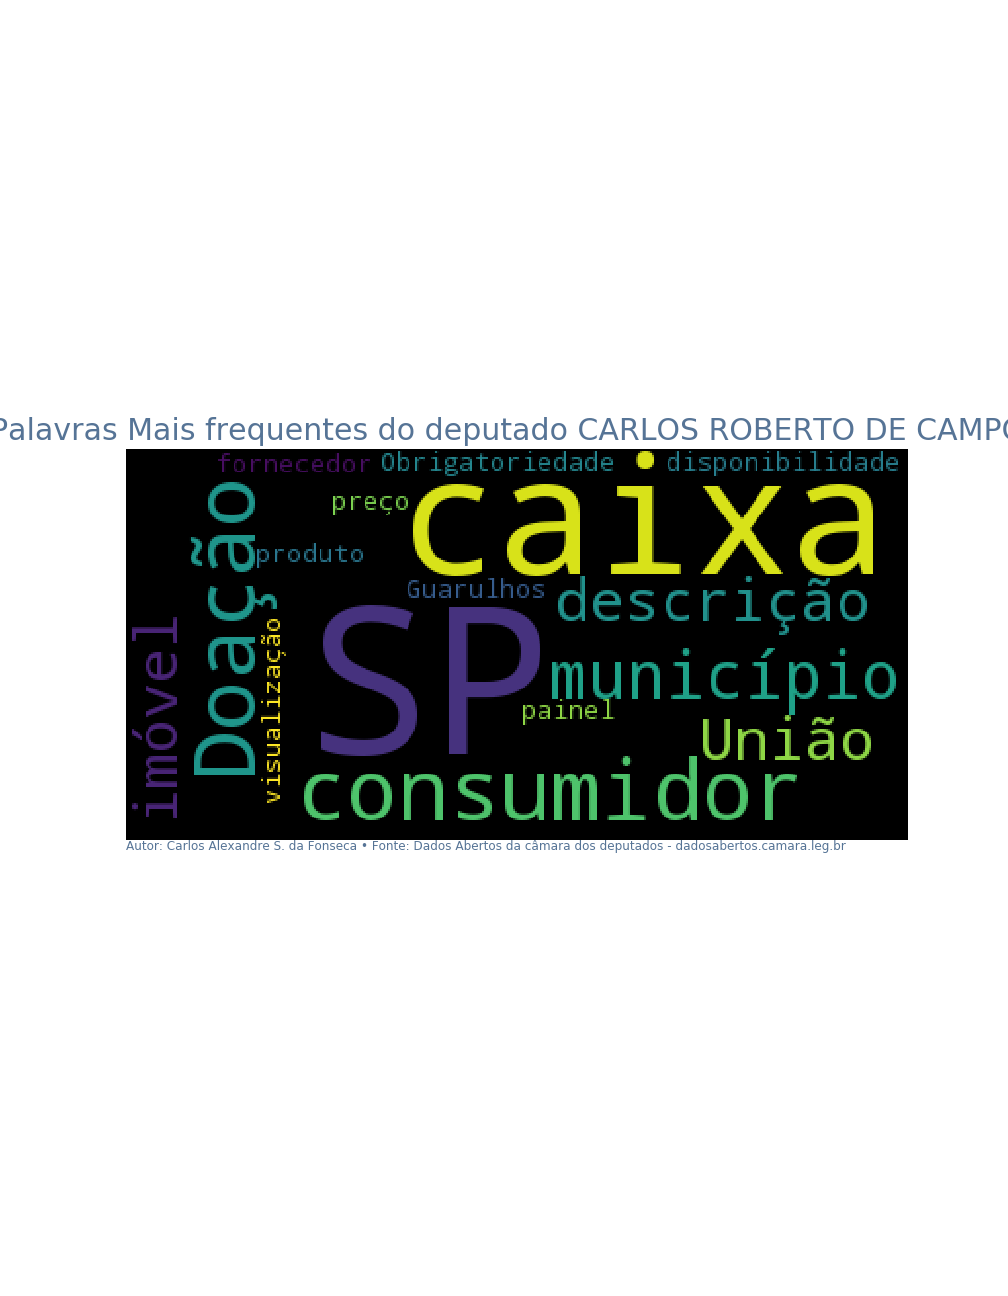 Palavras Mais frequentes do deputado CARLOS ROBERTO DE CAMPO
fornecedor
Obrigatoriedade
disponibilidade
preço
caixa
Doação
produto
Guarulhos
descrição
SP
imóvel
visualização
município
painel
União
consumidor
Autor: Carlos Alexandre S. da Fonseca • Fonte: Dados Abertos da câmara dos deputados - dadosabertos.camara.leg.br